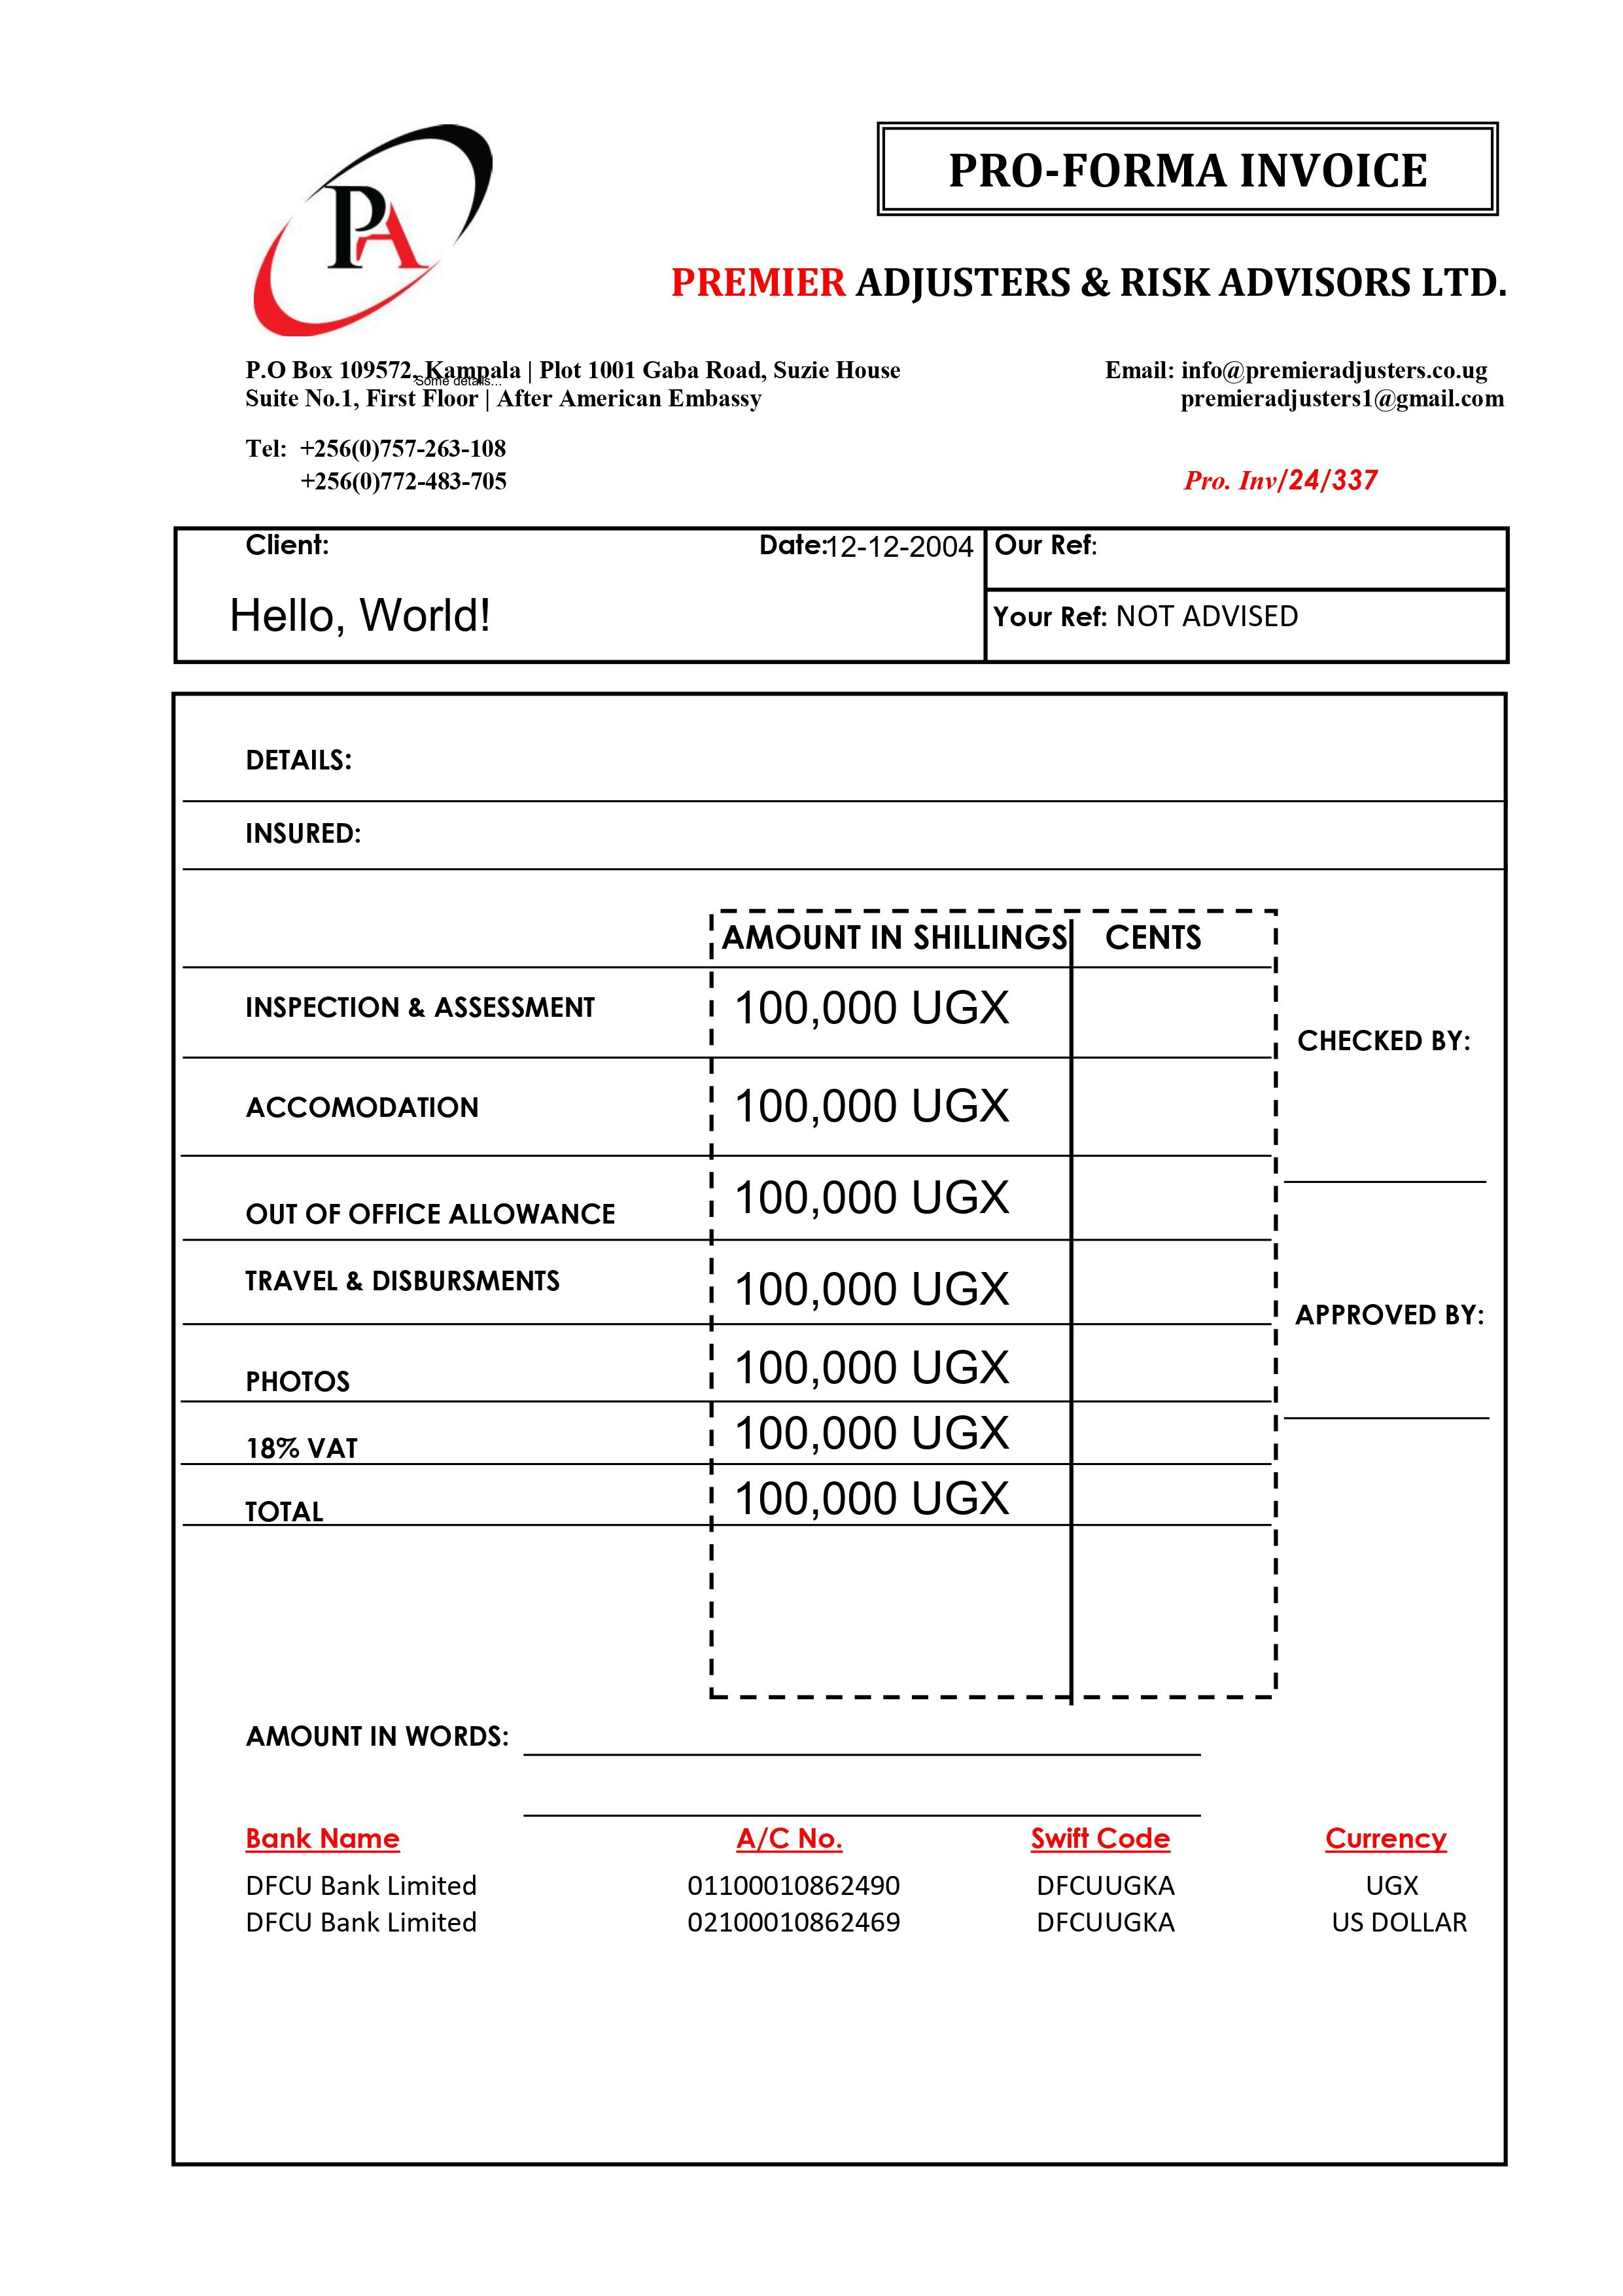 PRO-FORMA INVOICE
PA
PREMIER ADJUSTERS & RISK ADVISORS LTD.
P.O Box 109572, Kampala | Plot 1001 Gaba Road, Suzie House
Email: info@premieradjusters.co.ug
Some details...
Suite No.1, First Floor | After American Embassy
premieradjusters1@gmail.com
Tel: +256(0)757-263-108
+256(0)772-483-705
Pro. Inv/24/337
Client:
Date:12-12-2004
Our Ref:
Hello, World!
Your Ref: NOT ADVISED
DETAILS:
INSURED:
AMOUNT IN SHILLINGS CENTS
INSPECTION & ASSESSMENT 100,000 UGX
CHECKED BY:
ACCOMODATION 100,000 UGX
OUT OF OFFICE ALLOWANCE 100,000 UGX
TRAVEL & DISBURSMENTS 100,000 UGX
APPROVED BY:
PHOTOS 100,000 UGX
18% VAT 100,000 UGX
TOTAL 100,000 UGX
AMOUNT IN WORDS:
Bank Name A/C No. Swift Code Currency
DFCU Bank Limited 01100010862490 DFCUUGKA UGX
DFCU Bank Limited 02100010862469 DFCUUGKA US DOLLAR